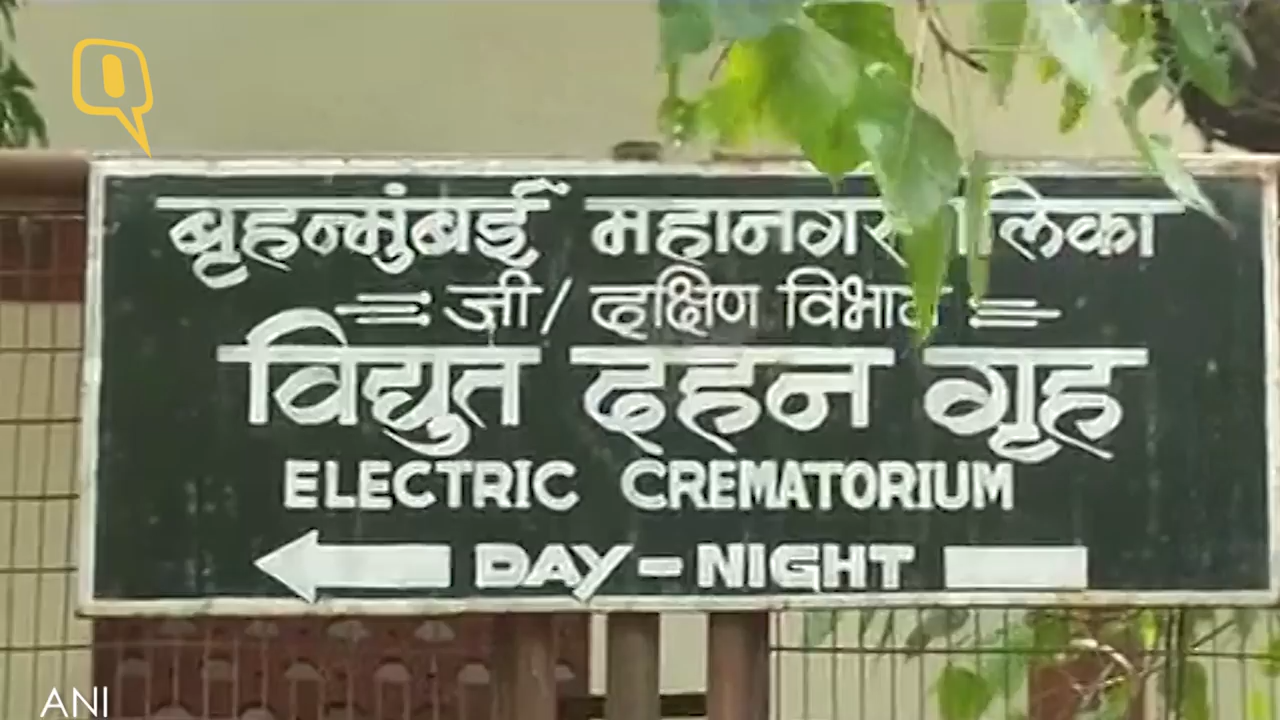 बृहन्मुंबई महानगरपालिका
जी/ दक्षिण विभाग
विद्युत दहन गृह
ELECTRIC CREMATORIUM
DAY - NIGHT
ANI